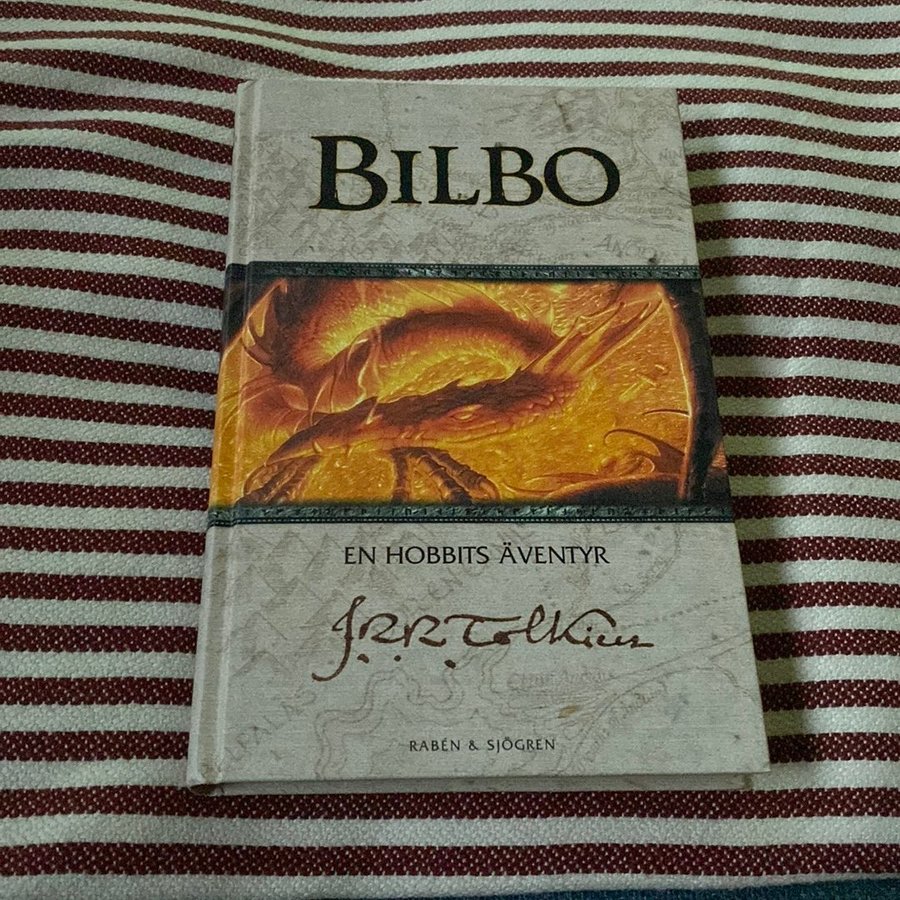 BILBO
EN HOBBITS ÄVENTYR
J.R.R. Tolkien
RABÉN & SJÖGREN